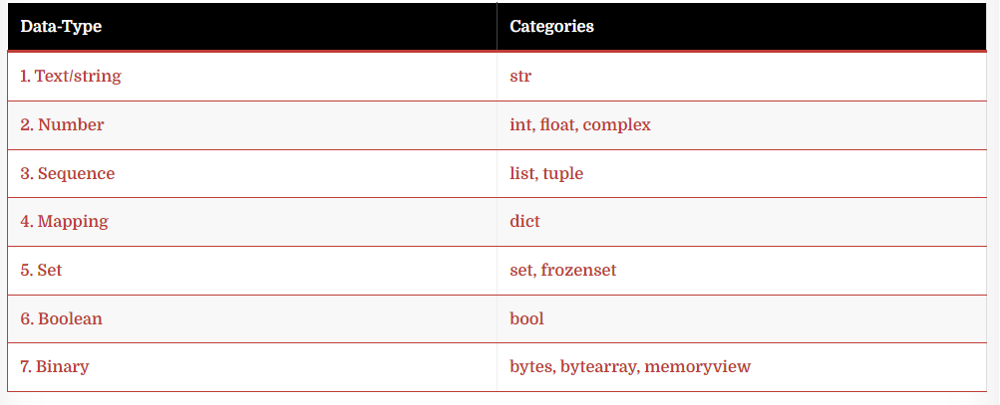 Data-Type Categories
1. Text/string str
2. Number int, float, complex
3. Sequence list, tuple
4. Mapping dict
5. Set set, frozenset
6. Boolean bool
7. Binary bytes, bytearray, memoryview